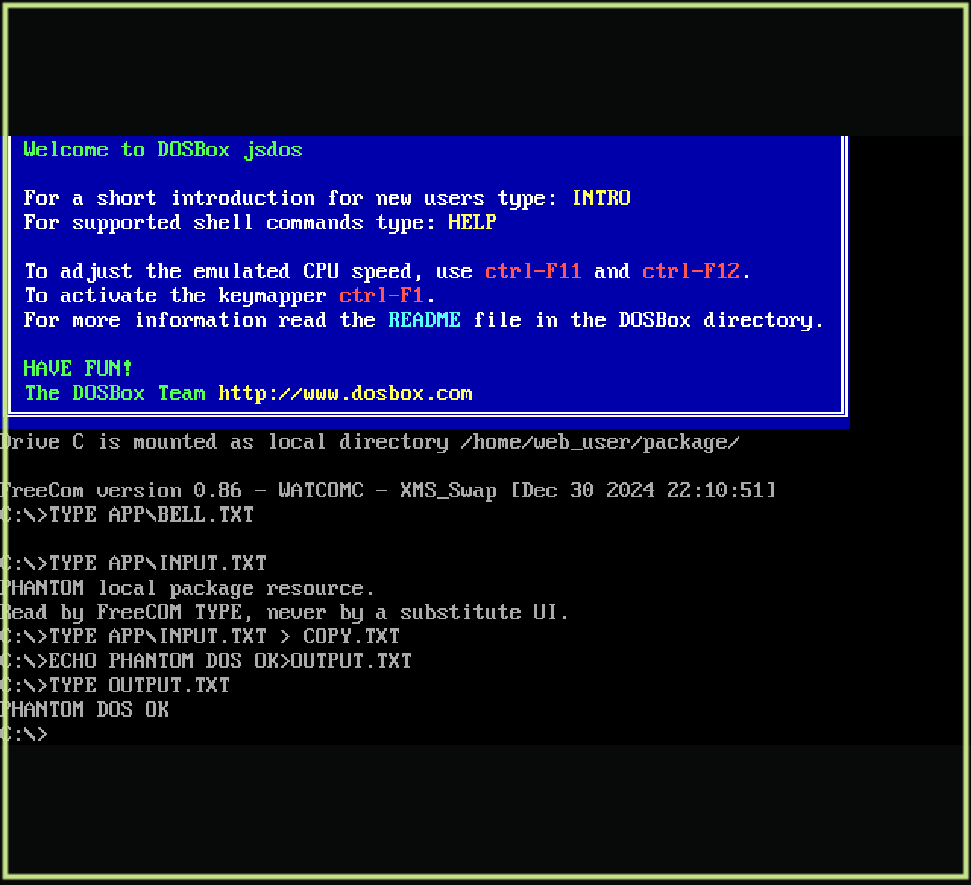 Welcome to DOSBox jsdos
For a short introduction for new users type: INTRO
For supported shell commands type: HELP
To adjust the emulated CPU speed, use ctrl-F11 and ctrl-F12.
To activate the keymapper ctrl-F1.
For more information read the README file in the DOSBox directory.
HAVE FUN!
The DOSBox Team http://www.dosbox.com
Drive C is mounted as local directory /home/web_user/package/
FreeCom version 0.86 - WATCOMC - XMS_Swap [Dec 30 2024 22:10:51]
C:\>TYPE APP\BELL.TXT
C:\>TYPE APP\INPUT.TXT
PHANTOM local package resource.
Read by FreeCOM TYPE, never by a substitute UI.
C:\>TYPE APP\INPUT.TXT > COPY.TXT
C:\>ECHO PHANTOM DOS OK>OUTPUT.TXT
C:\>TYPE OUTPUT.TXT
PHANTOM DOS OK
C:\>